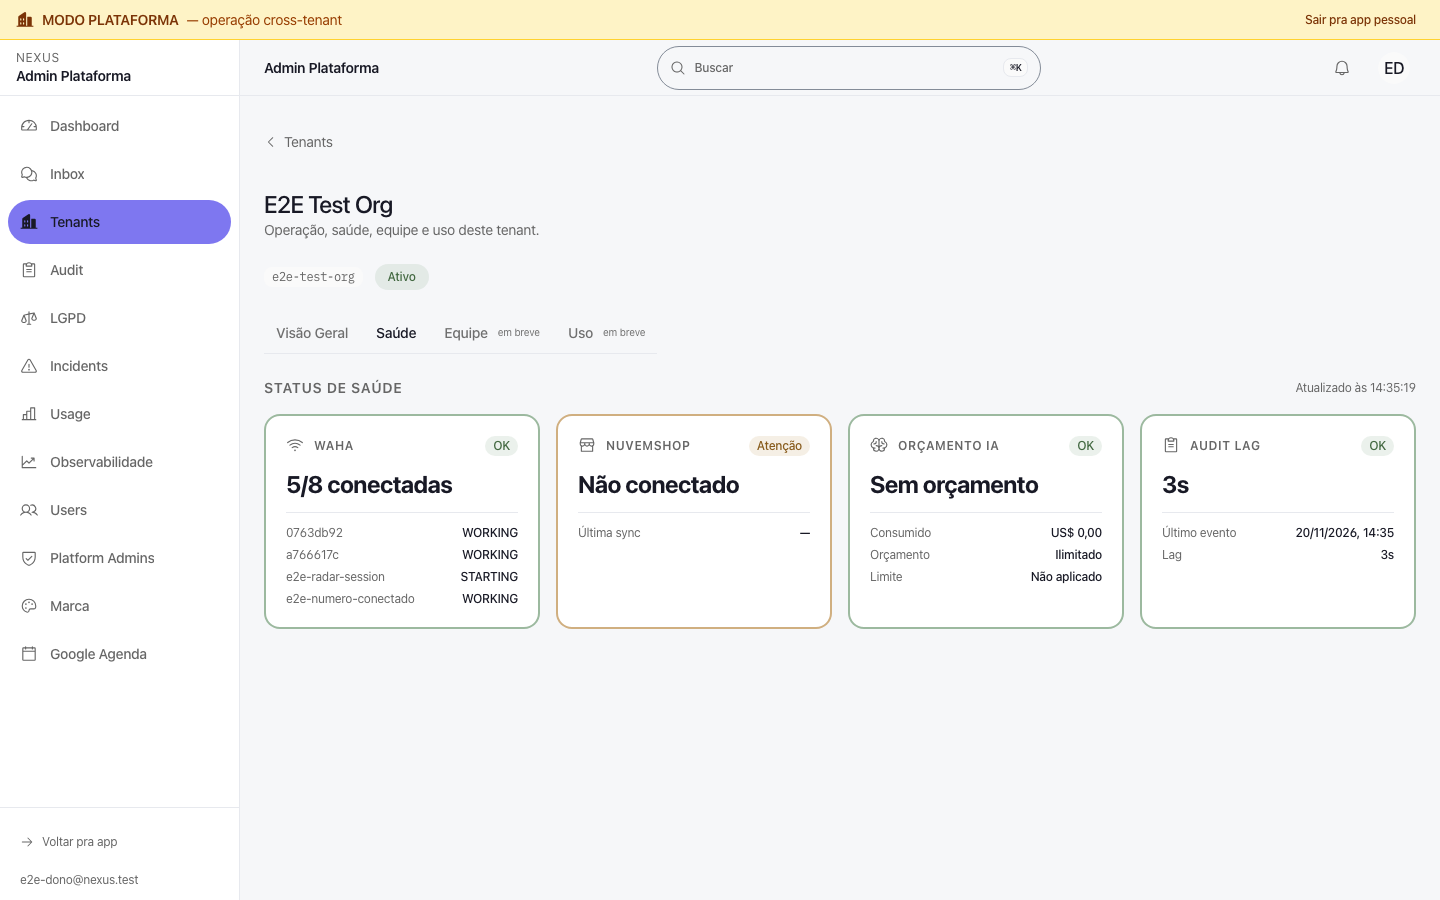 MODO PLATAFORMA — operação cross-tenant
Sair pra app pessoal
NEXUS
Admin Plataforma
Admin Plataforma
Buscar
⌘K
ED
Dashboard
Inbox
Tenants
Audit
LGPD
Incidents
Usage
Observabilidade
Users
Platform Admins
Marca
Google Agenda
Voltar pra app
e2e-dono@nexus.test
Tenants
E2E Test Org
Operação, saúde, equipe e uso deste tenant.
e2e-test-org Ativo
Visão Geral Saúde Equipe em breve Uso em breve
STATUS DE SAÚDE
Atualizado às 14:35:19
WAHA OK
5/8 conectadas
0763db92 WORKING
a766617c WORKING
e2e-radar-session STARTING
e2e-numero-conectado WORKING
NUVEMSHOP Atenção
Não conectado
Última sync —
ORÇAMENTO IA OK
Sem orçamento
Consumido US$ 0,00
Orçamento Ilimitado
Limite Não aplicado
AUDIT LAG OK
3s
Último evento 20/11/2026, 14:35
Lag 3s